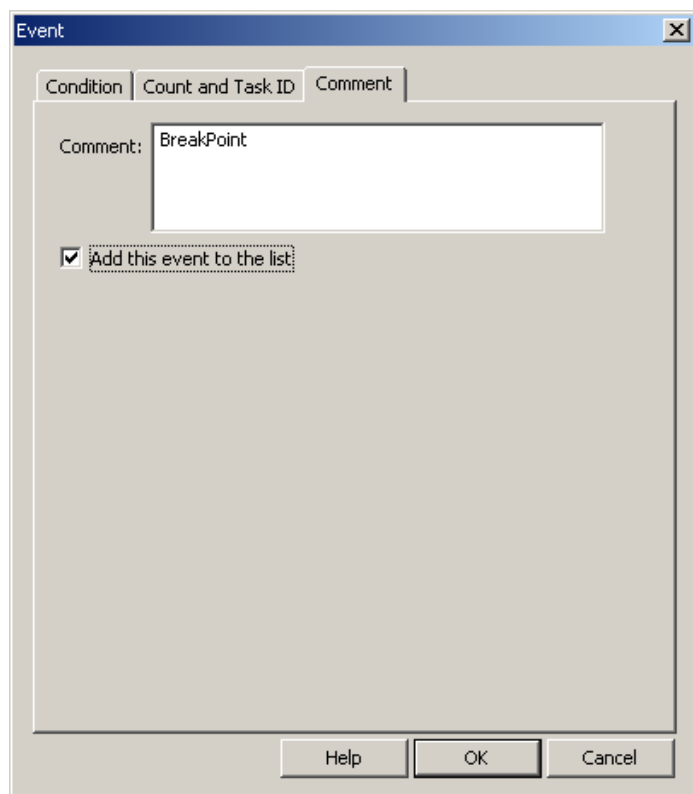 Event
Condition Count and Task ID Comment
Comment: BreakPoint
Add this event to the list
Help OK Cancel